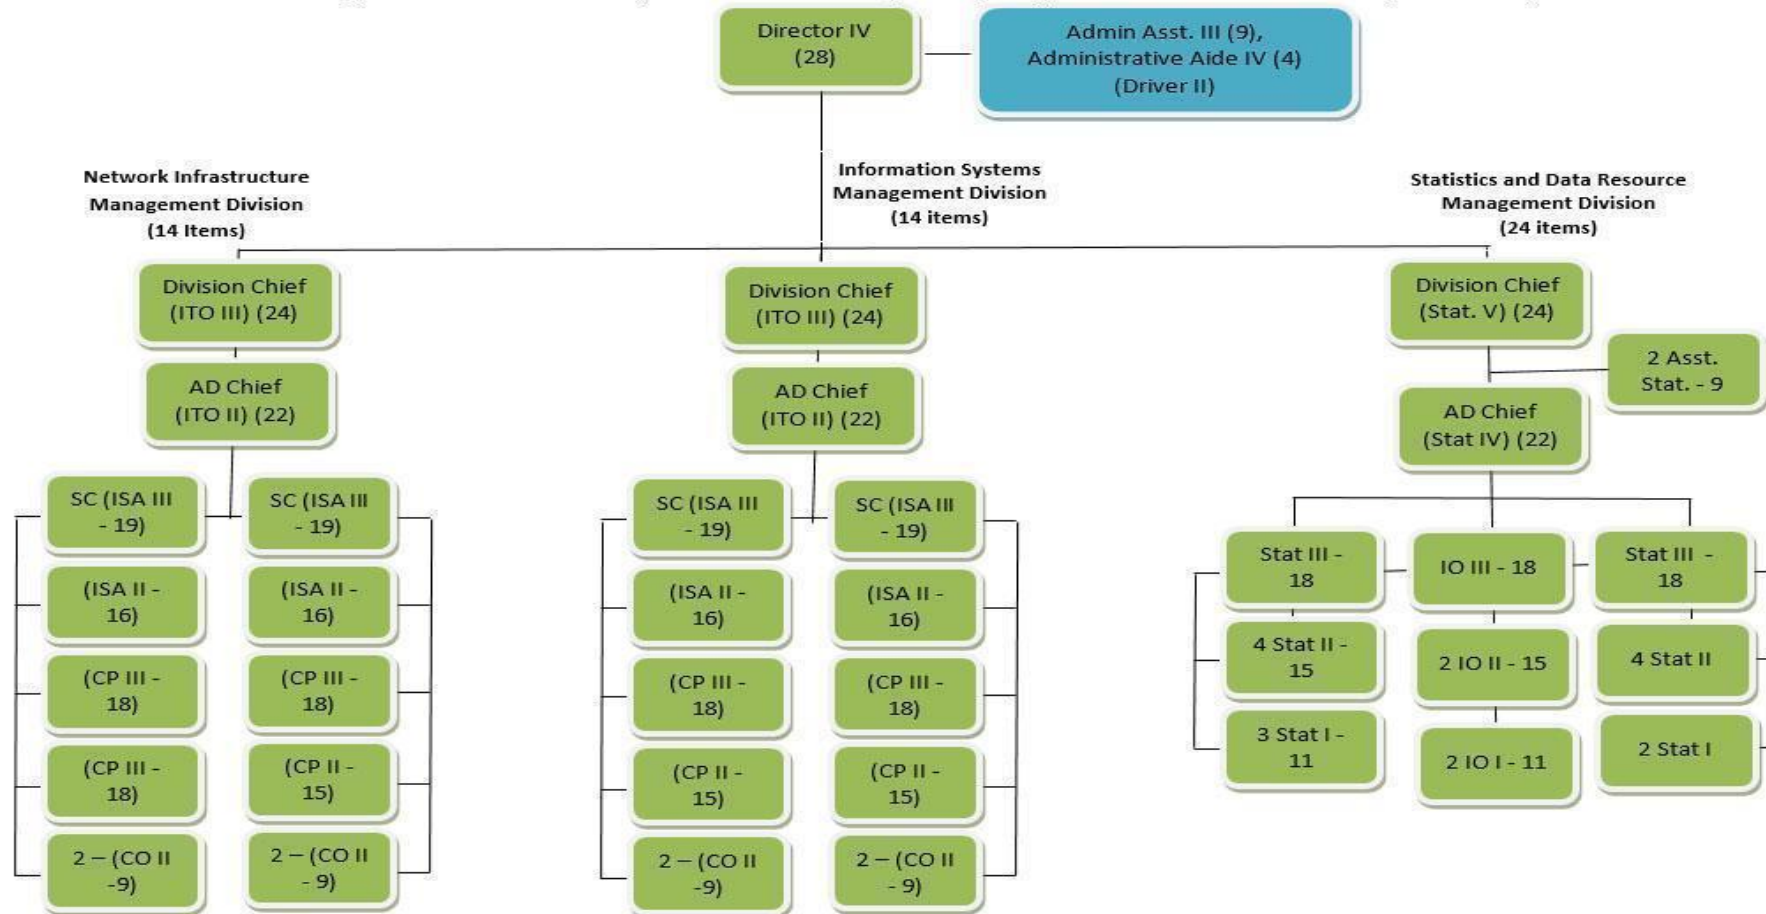 Director IV
(28)
Admin Asst. III (9),
Administrative Aide IV (4)
(Driver II)
Network Infrastructure
Management Division
(14 Items)
Information Systems
Management Division
(14 items)
Statistics and Data Resource
Management Division
(24 items)
Division Chief
(ITO III) (24)
AD Chief
(ITO II) (22)
SC (ISA III
- 19)
SC (ISA III
- 19)
(ISA II -
16)
(ISA II -
16)
(CP III -
18)
(CP III -
18)
(CP III -
18)
(CP II -
15)
2 – (CO II
-9)
2 – (CO II
- 9)
Division Chief
(ITO III) (24)
AD Chief
(ITO II) (22)
SC (ISA III
- 19)
SC (ISA III
- 19)
(ISA II -
16)
(ISA II -
16)
(CP III -
18)
(CP III -
18)
(CP II -
15)
(CP II -
15)
2 – (CO II
-9)
2 – (CO II
- 9)
Division Chief
(Stat. V) (24)
2 Asst.
Stat. - 9
AD Chief
(Stat IV) (22)
Stat III -
18
IO III - 18
Stat III -
18
4 Stat II -
15
2 IO II - 15
4 Stat II
3 Stat I -
11
2 IO I - 11
2 Stat I